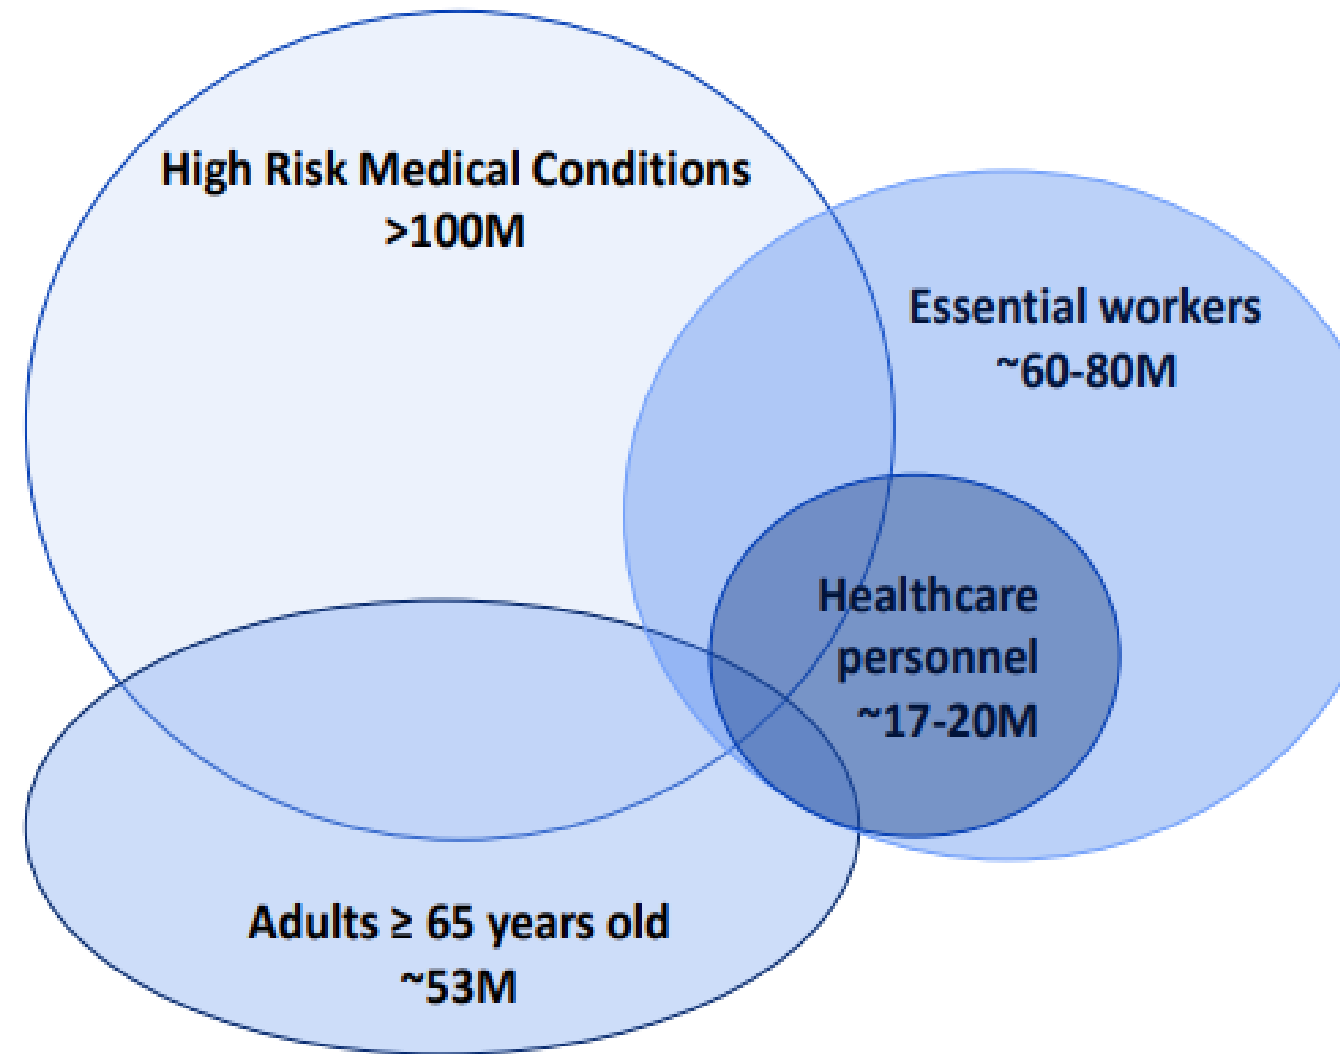 High Risk Medical Conditions
>100M
Essential workers
~60-80M
Healthcare
personnel
~17-20M
Adults ≥ 65 years old
~53M